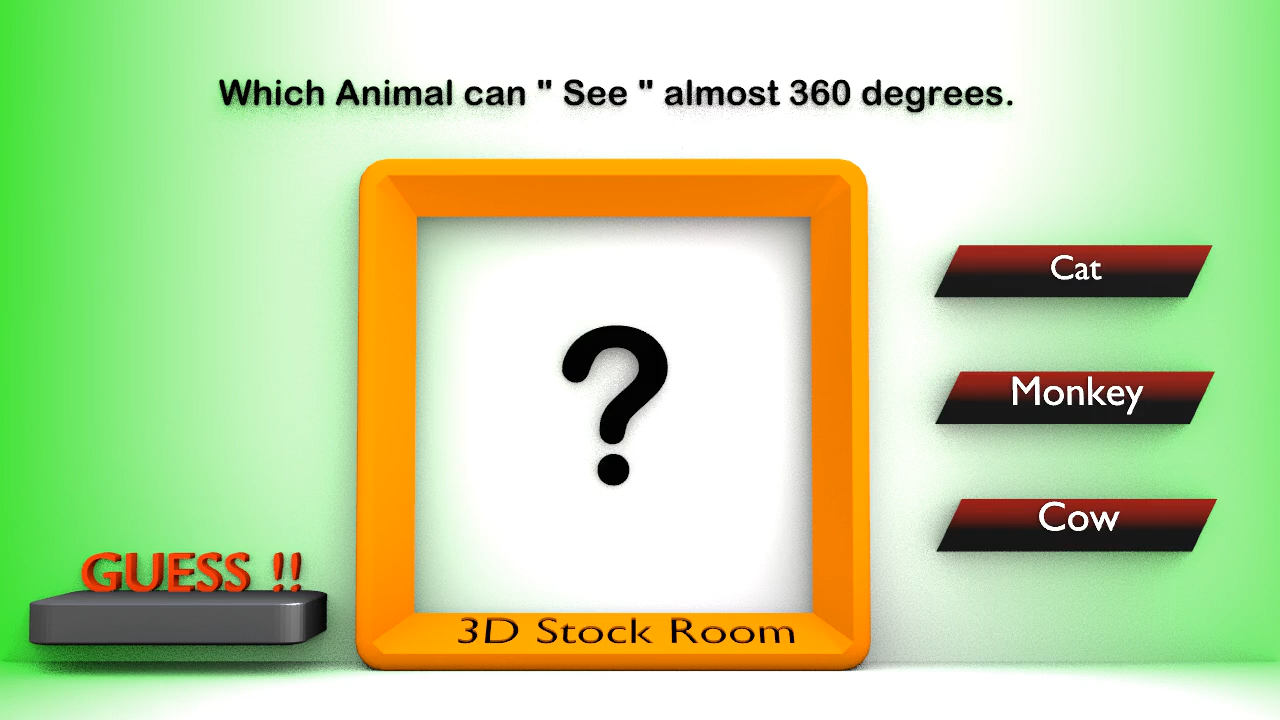 Which Animal can " See " almost 360 degrees.
Cat
Monkey
Cow
GUESS !!
3D Stock Room